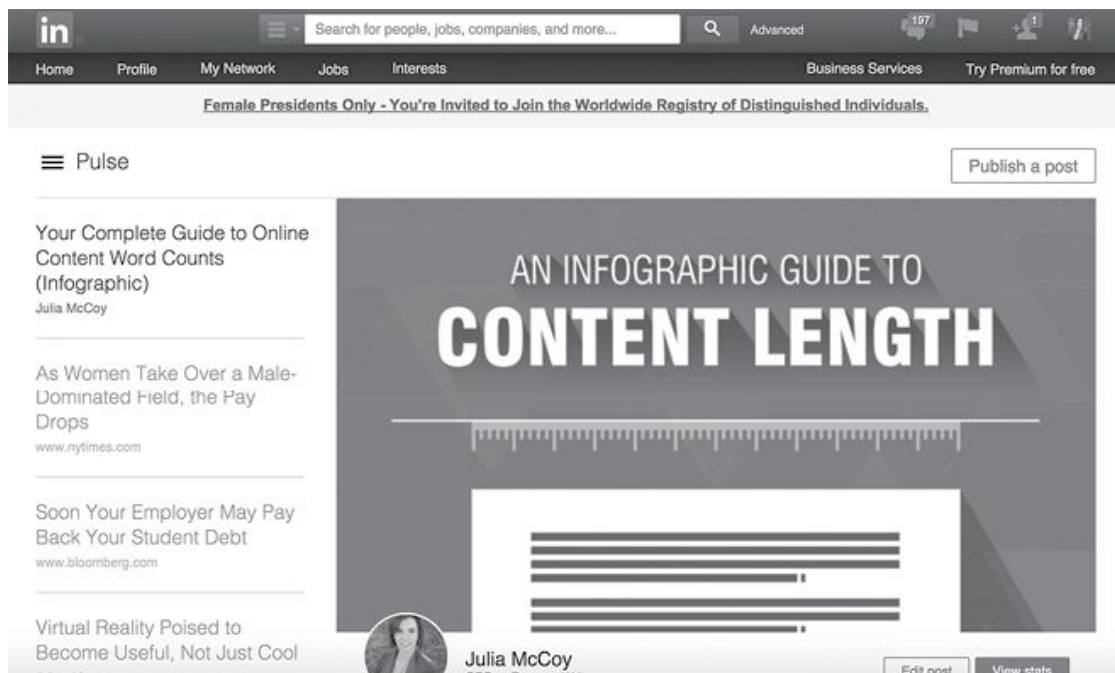 in
Search for people, jobs, companies, and more...
Advanced
197
1
Home Profile My Network Jobs Interests Business Services Try Premium for free
Female Presidents Only - You're Invited to Join the Worldwide Registry of Distinguished Individuals.
Pulse
Publish a post
Your Complete Guide to Online
Content Word Counts
(Infographic)
Julia McCoy
As Women Take Over a Male-
Dominated Field, the Pay
Drops
www.nytimes.com
Soon Your Employer May Pay
Back Your Student Debt
www.bloomberg.com
Virtual Reality Poised to
Become Useful, Not Just Cool
AN INFOGRAPHIC GUIDE TO
CONTENT LENGTH
Julia McCoy
Edit post
View stats